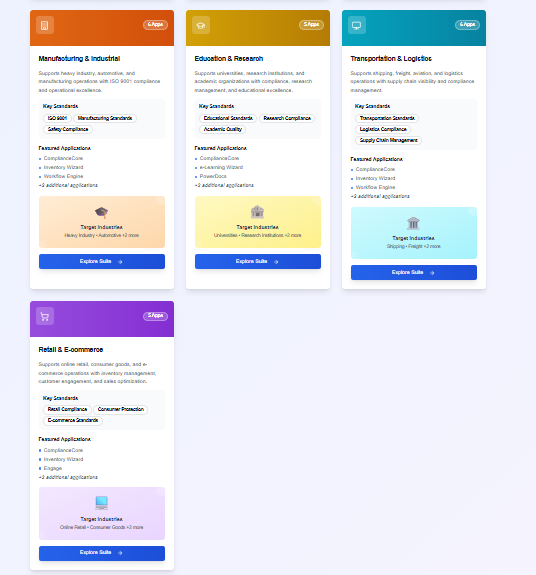 6 Apps
Manufacturing & Industrial
Supports heavy industry, automotive, and
manufacturing operations with ISO 9001 compliance
and operational excellence.
Key Standards
ISO 9001
Manufacturing Standards
Safety Compliance
Featured Applications
ComplianceCore
Inventory Wizard
Workflow Engine
+3 additional applications
Target Industries
Heavy Industry • Automotive +2 more
Explore Suite →
5 Apps
Education & Research
Supports universities, research institutions, and
academic organizations with compliance, research
management, and educational excellence.
Key Standards
Educational Standards
Research Compliance
Academic Quality
Featured Applications
ComplianceCore
e-Learning Wizard
PowerDocs
+2 additional applications
Target Industries
Universities • Research Institutions +2 more
Explore Suite →
6 Apps
Transportation & Logistics
Supports shipping, freight, aviation, and logistics
operations with supply chain visibility and compliance
management.
Key Standards
Transportation Standards
Logistics Compliance
Supply Chain Management
Featured Applications
ComplianceCore
Inventory Wizard
Workflow Engine
+3 additional applications
Target Industries
Shipping • Freight +2 more
Explore Suite →
5 Apps
Retail & E-commerce
Supports online retail, consumer goods, and e-
commerce operations with inventory management,
customer engagement, and sales optimization.
Key Standards
Retail Compliance
Consumer Protection
E-commerce Standards
Featured Applications
ComplianceCore
Inventory Wizard
Engage
+2 additional applications
Target Industries
Online Retail • Consumer Goods +2 more
Explore Suite →